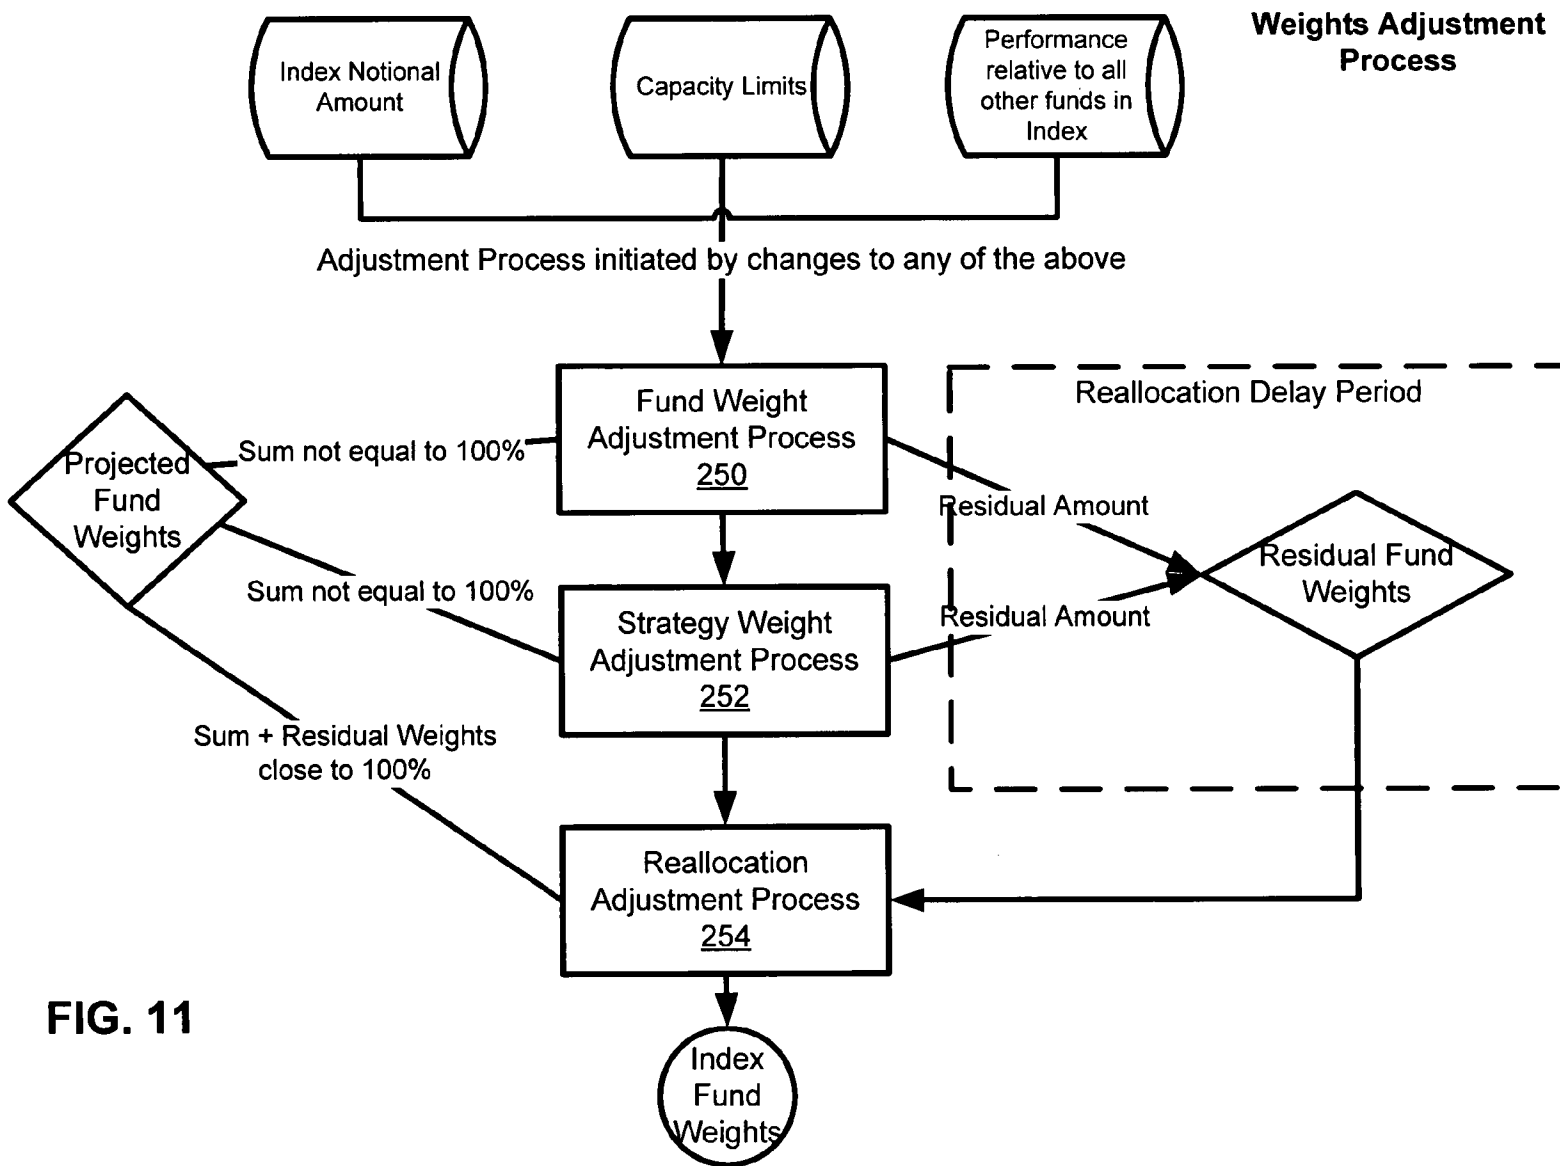 Weights Adjustment
Process
Index Notional
Amount
Capacity Limits
Performance
relative to all
other funds in
Index
Adjustment Process initiated by changes to any of the above
Fund Weight
Adjustment Process
250
Reallocation Delay Period
Projected
Fund
Weights
Sum not equal to 100%
Residual Amount
Residual Fund
Weights
Sum not equal to 100%
Strategy Weight
Adjustment Process
252
Residual Amount
Sum + Residual Weights
close to 100%
Reallocation
Adjustment Process
254
FIG. 11
Index
Fund
Weights